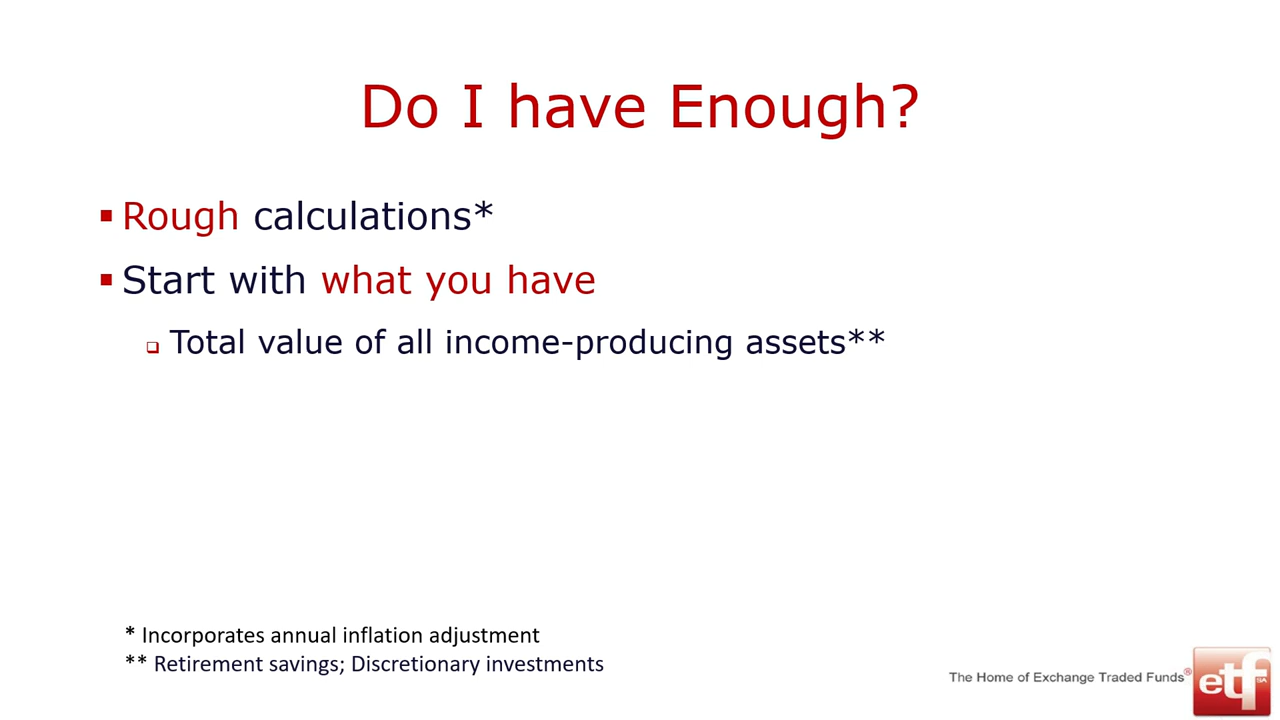 Do I have Enough?
Rough calculations*
Start with what you have
Total value of all income-producing assets**
* Incorporates annual inflation adjustment
** Retirement savings; Discretionary investments
The Home of Exchange Traded Funds®
etf
SA